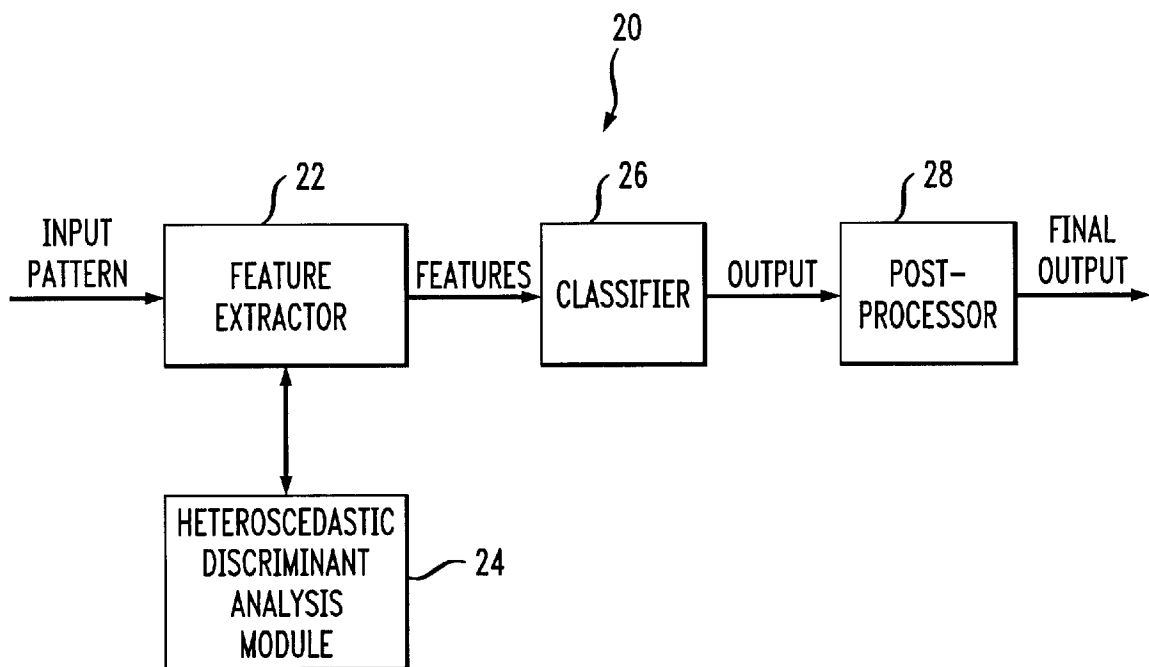 20
22
26
28
INPUT
PATTERN
FEATURE
EXTRACTOR
FEATURES
CLASSIFIER
OUTPUT
POST-
PROCESSOR
FINAL
OUTPUT
HETEROSCEDASTIC
DISCRIMINANT
ANALYSIS
MODULE
24